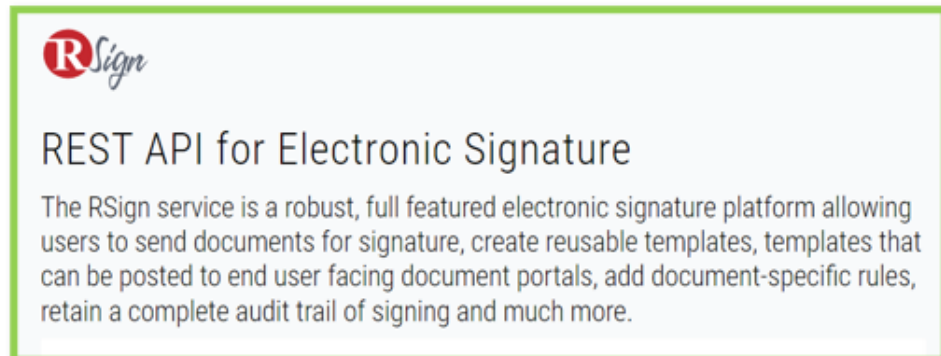 RSign
REST API for Electronic Signature
The RSign service is a robust, full featured electronic signature platform allowing
users to send documents for signature, create reusable templates, templates that
can be posted to end user facing document portals, add document-specific rules,
retain a complete audit trail of signing and much more.